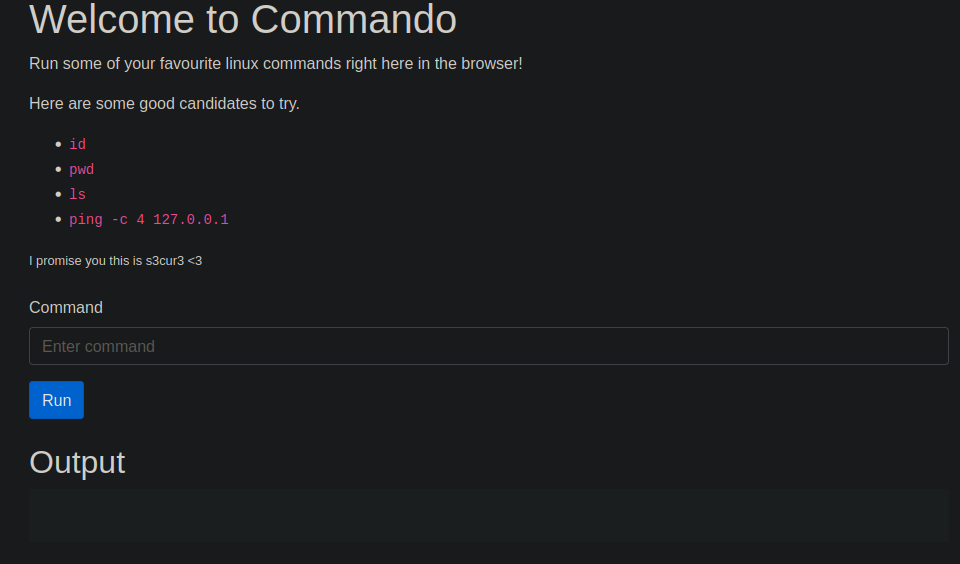 Welcome to Commando
Run some of your favourite linux commands right here in the browser!
Here are some good candidates to try.
id
pwd
ls
ping -c 4 127.0.0.1
I promise you this is s3cur3 <3
Command
Enter command
Run
Output